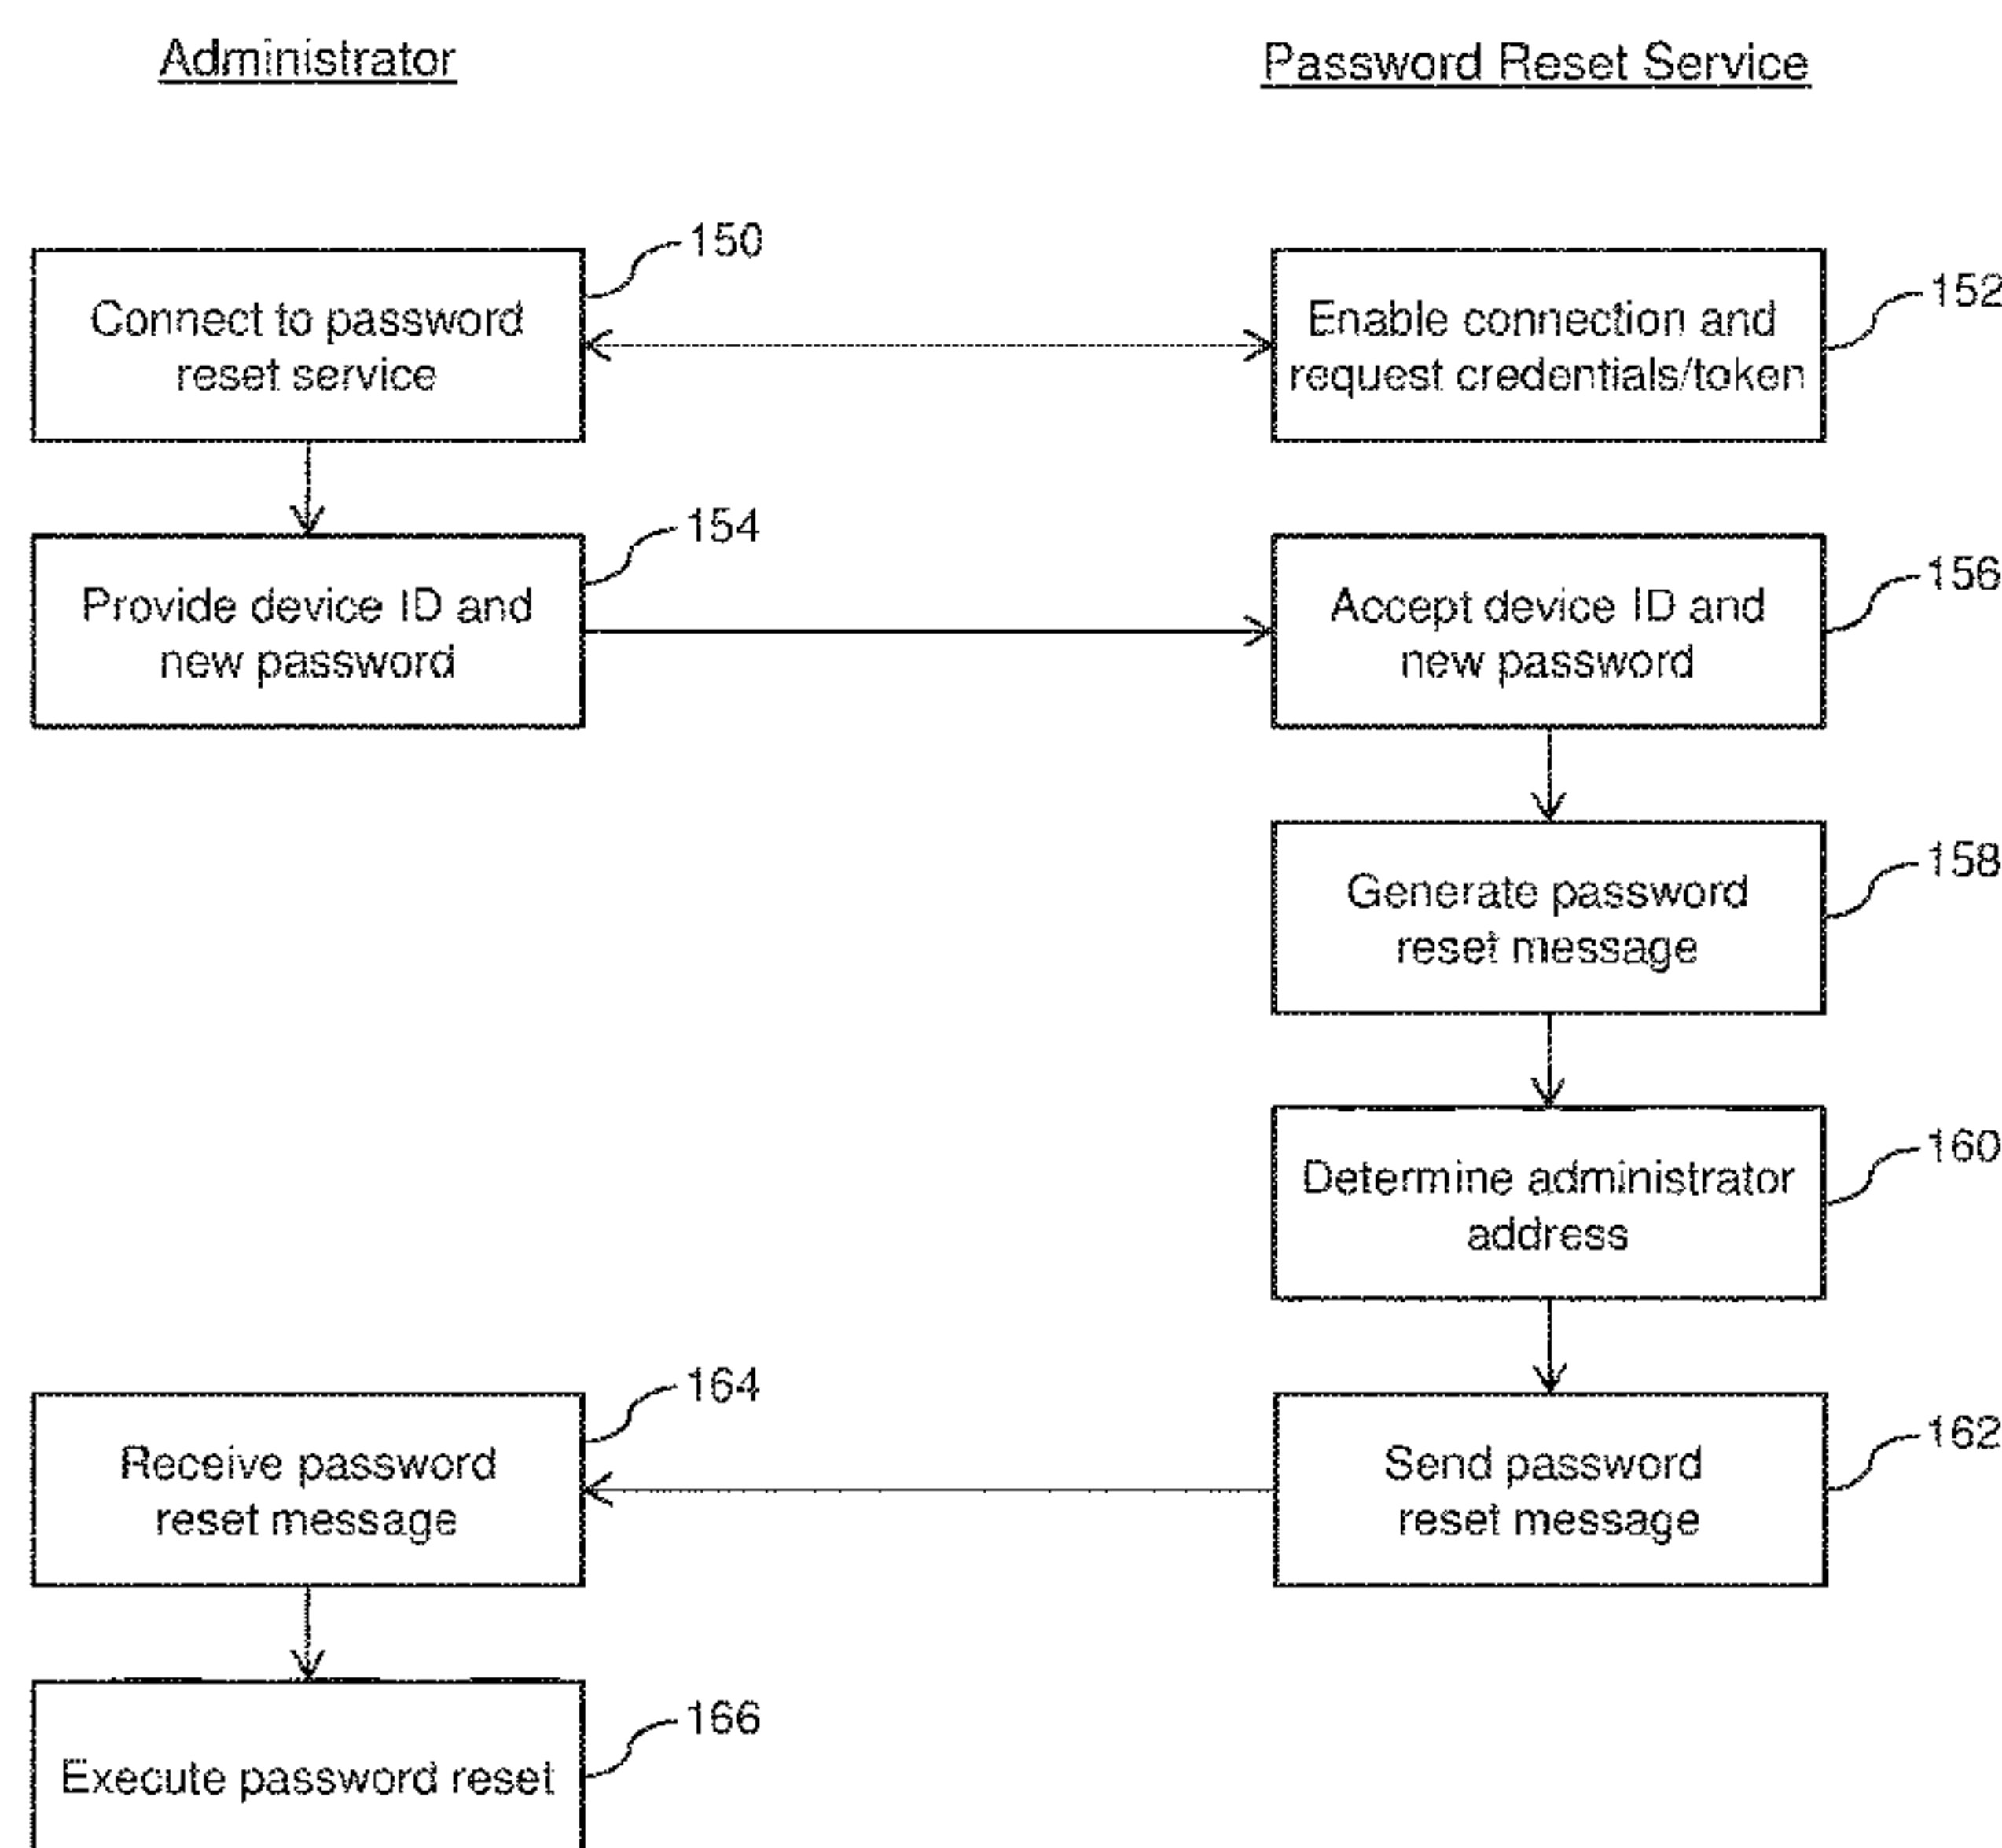 Administrator
Password Reset Service
150
Connect to password
reset service
152
Enable connection and
request credentials/token
154
Provide device ID and
new password
156
Accept device ID and
new password
158
Generate password
reset message
160
Determine administrator
address
162
Send password
reset message
164
Receive password
reset message
166
Execute password reset